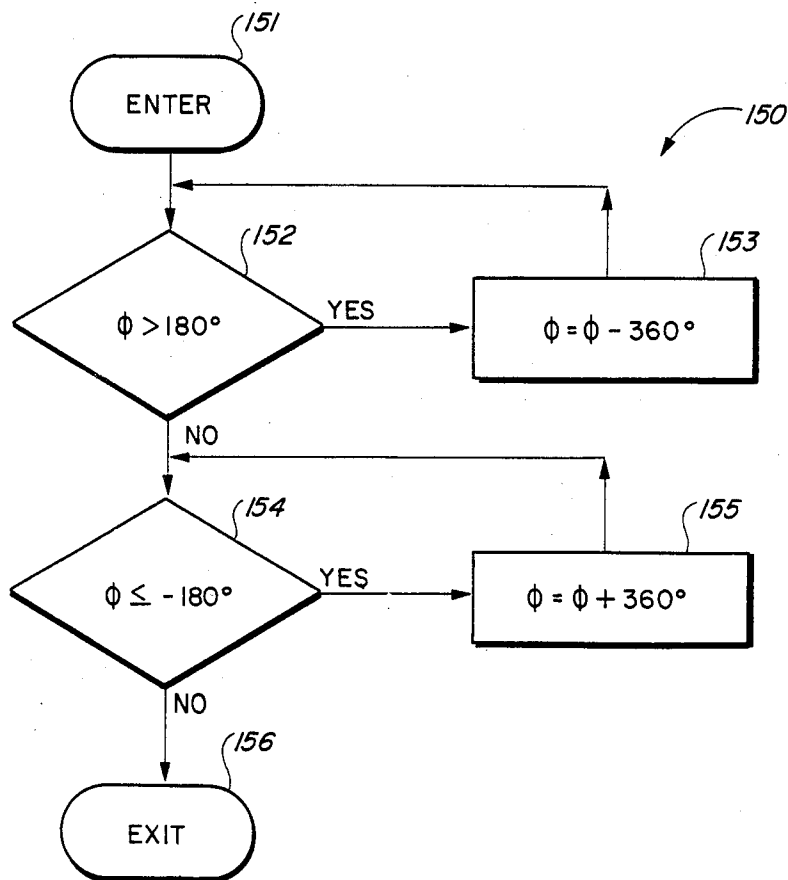 151
ENTER
150
152
153
ϕ > 180°
YES
ϕ = ϕ − 360°
NO
154
155
ϕ ≤ -180°
YES
ϕ = ϕ + 360°
NO
156
EXIT